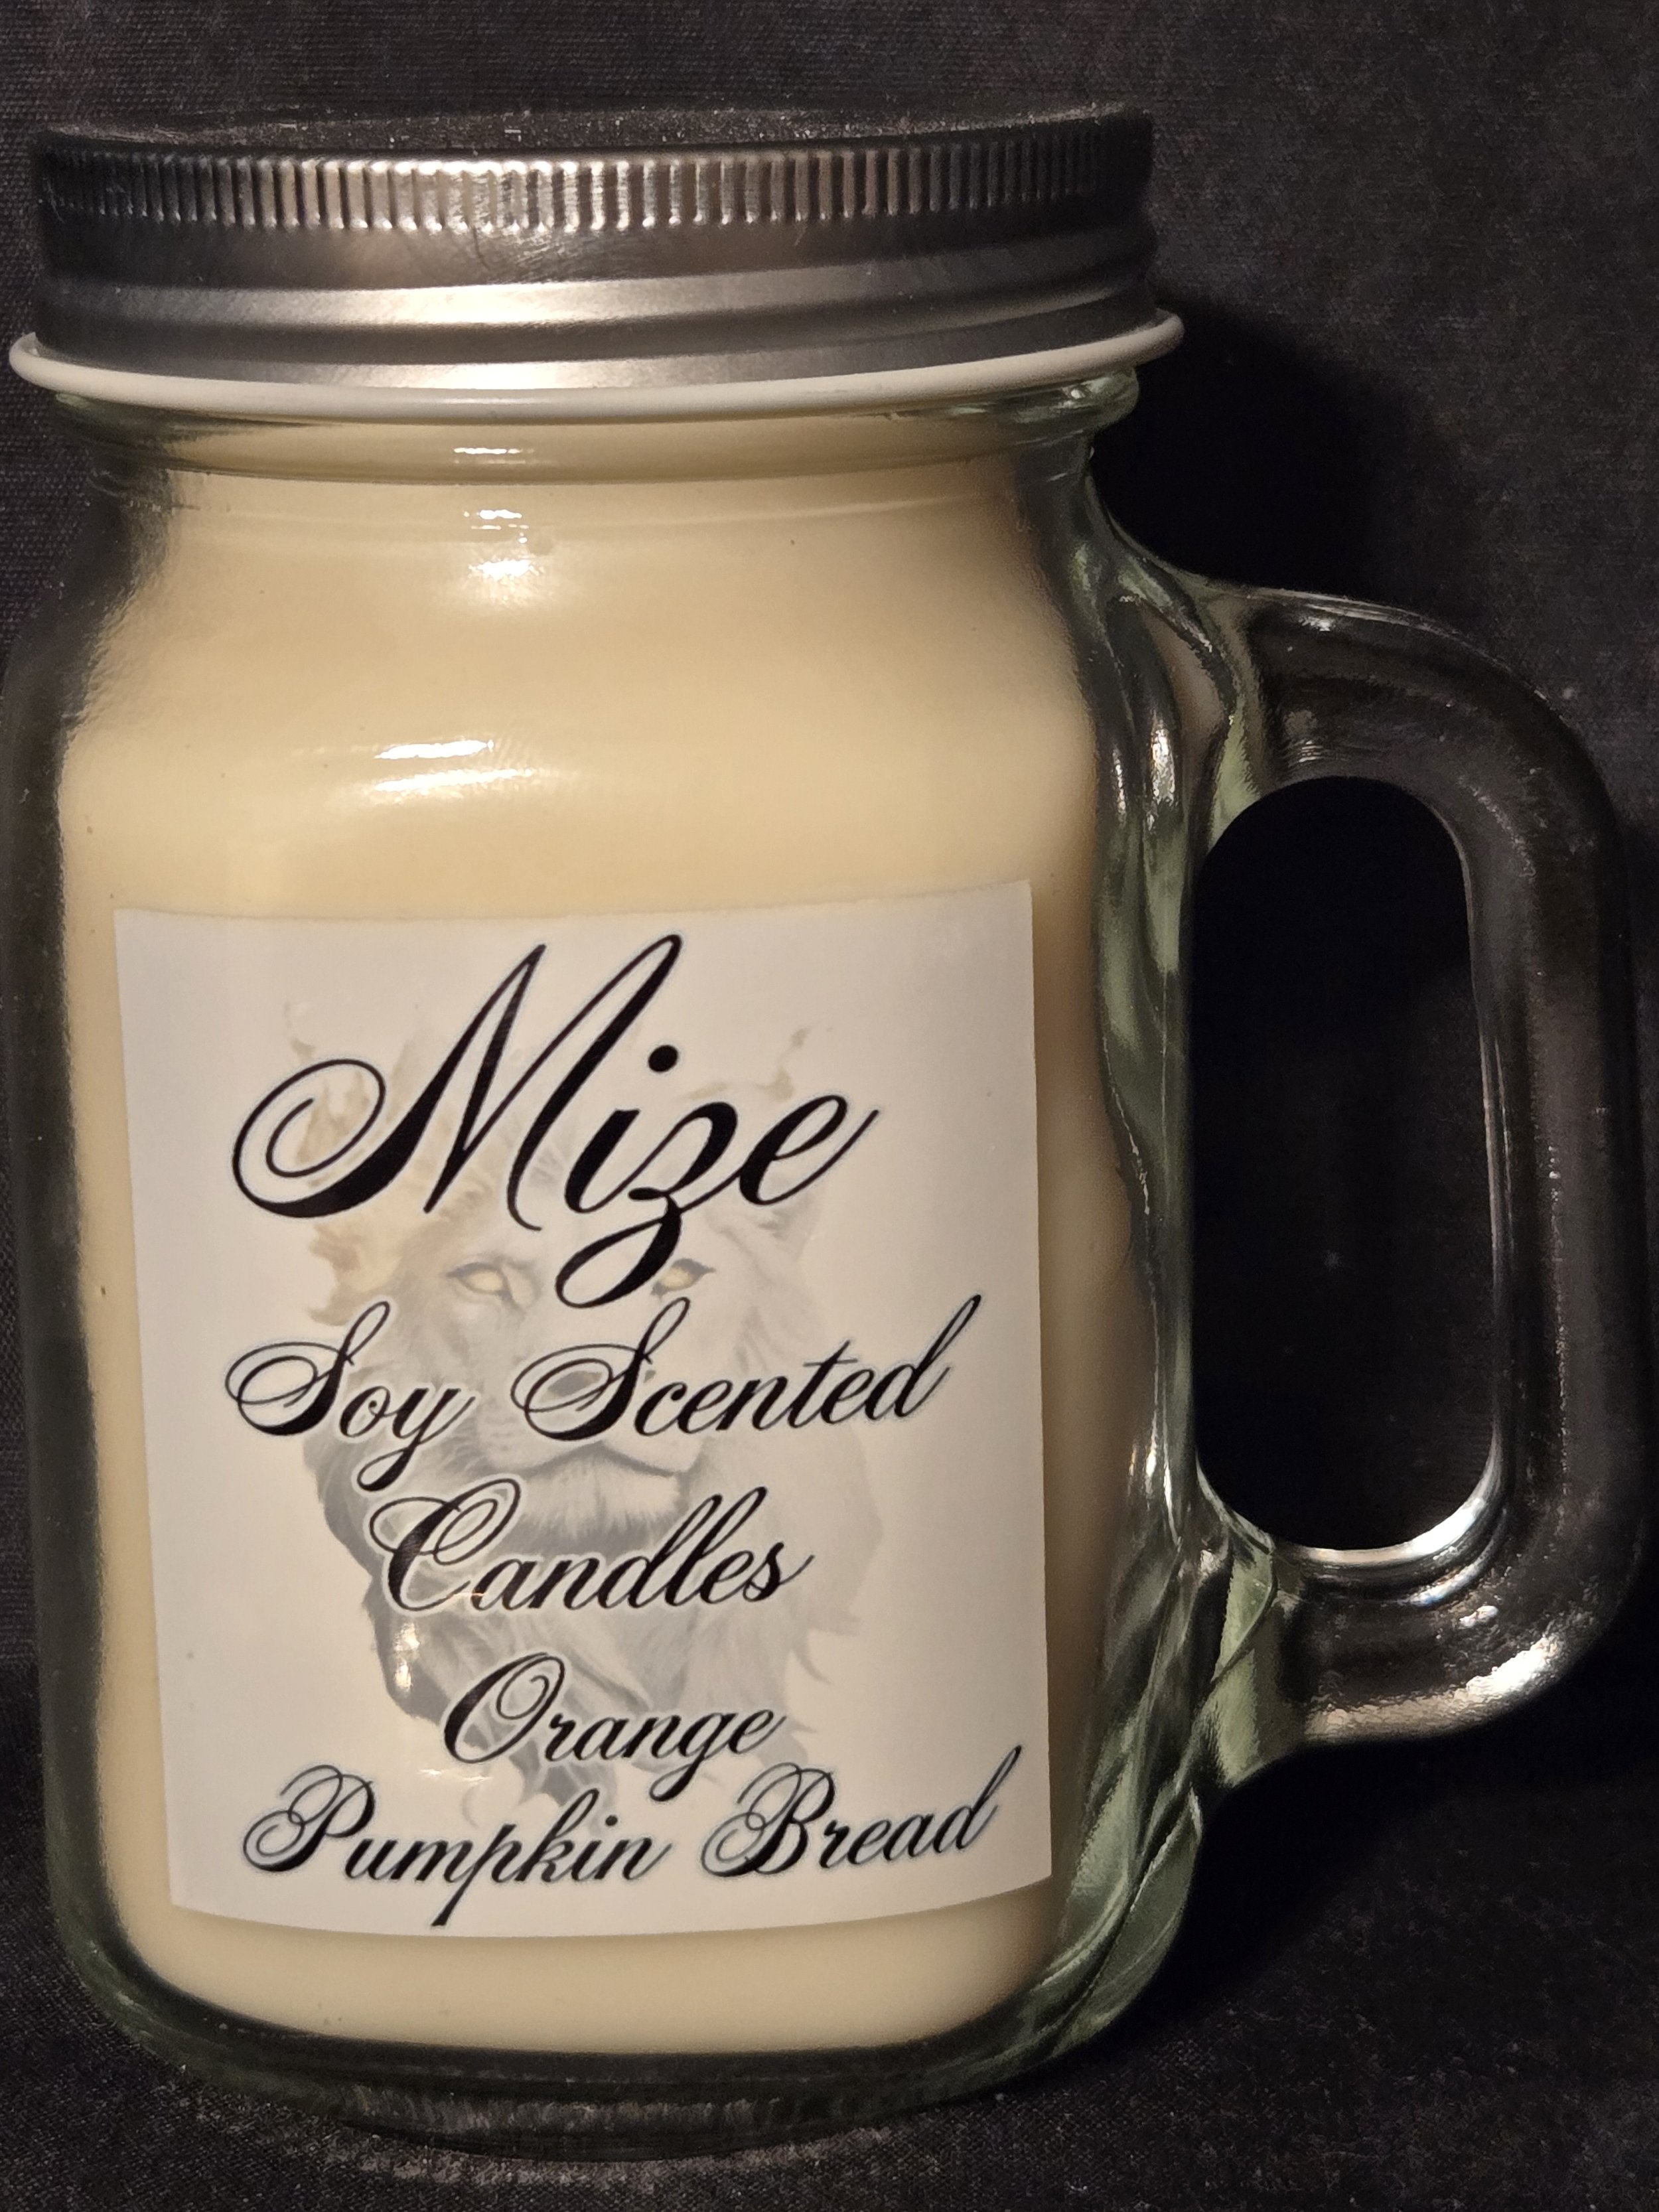 Mize
Soy Scented
Candles
Orange
Pumpkin Bread